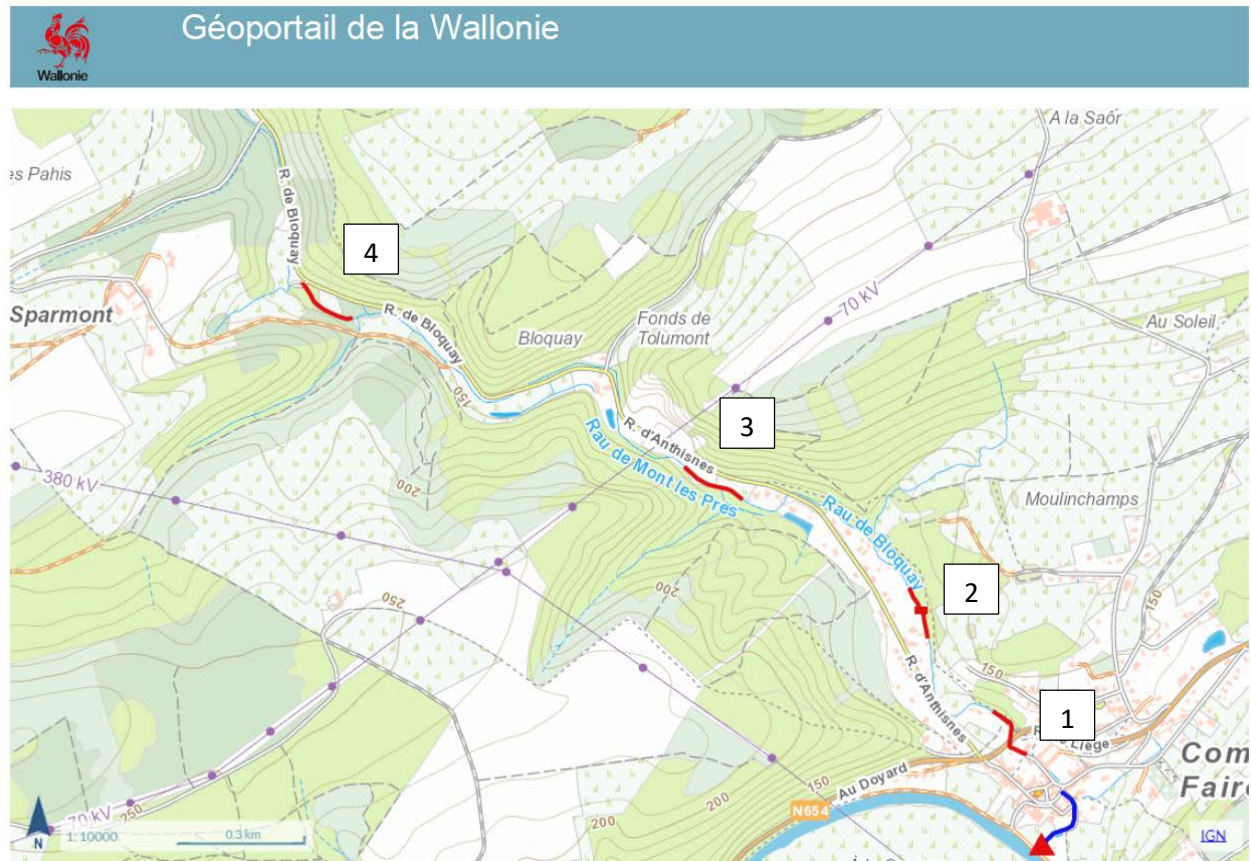 Géoportail de la Wallonie
Wallonie
A la Saôr
es Pahis
R. de Bloquay
4
Sparmont
R. de Bloquay
Bloquay
Fonds de
Tolumont
70 kV
Au Soleil
150
3
R. d'Anthisnes
Rau de Mont les Prés
380 kV
200
Moulinchamps
Rau de Bloquay
2
200
250
150
150
R. d'Anthisnes
1
Liège
Com
Faire
Au Doyard
150
200
N654
200
70 kV
250
N
1: 10000
0.3 km
IGN